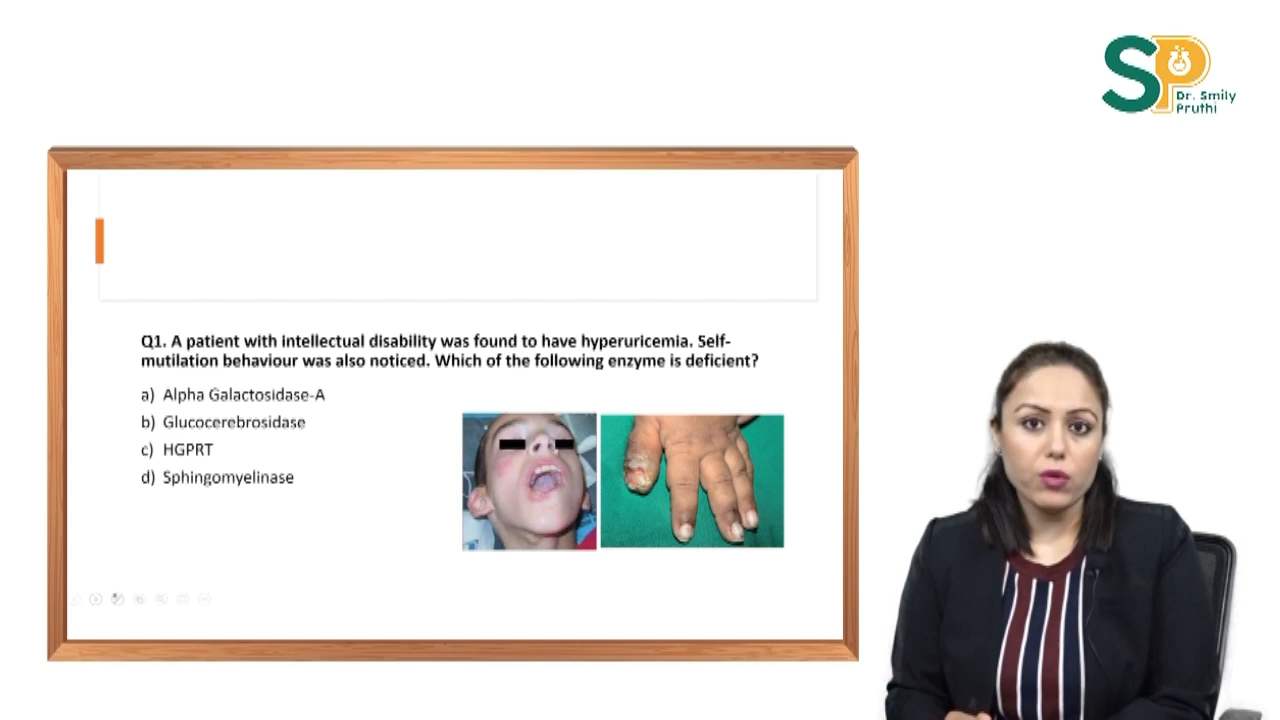 SP
Dr. Smily
Pruthi
Q1. A patient with intellectual disability was found to have hyperuricemia. Self-
mutilation behaviour was also noticed. Which of the following enzyme is deficient?
a) Alpha Galactosidase-A
b) Glucocerebrosidase
c) HGPRT
d) Sphingomyelinase